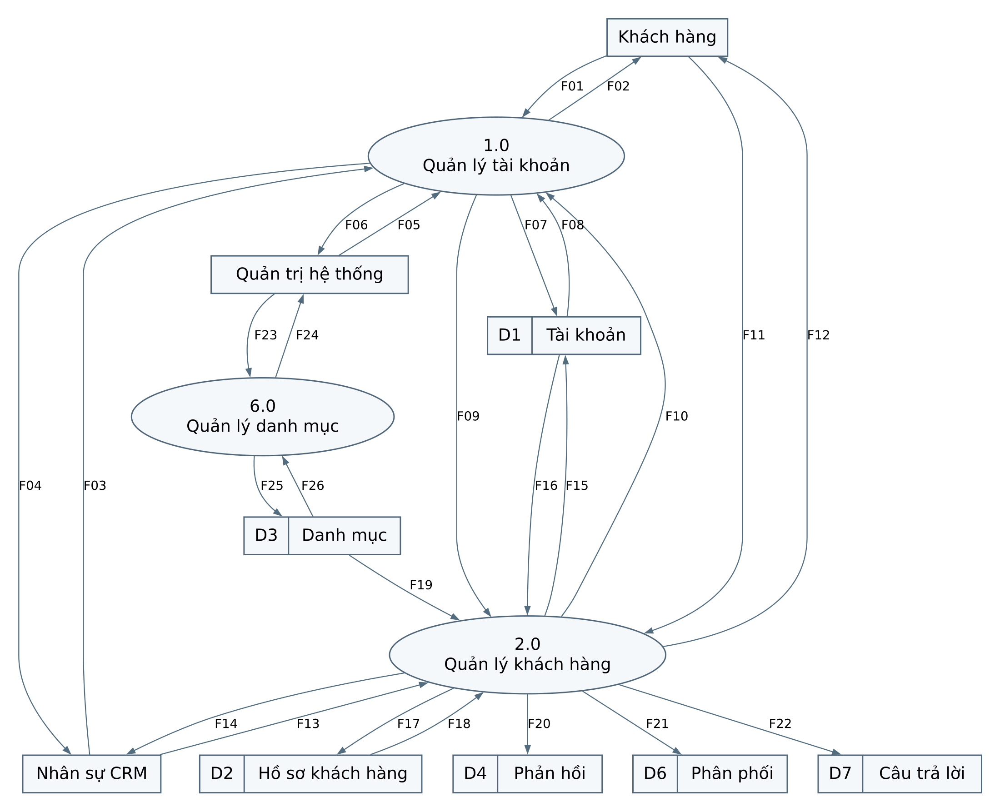 Khách hàng
F01
F02
1.0
Quản lý tài khoản
F06
F05
F07
F08
Quản trị hệ thống
F23
F24
D1
Tài khoản
F11
F12
6.0
Quản lý danh mục
F09
F10
F04
F03
F25
F26
F16
F15
D3
Danh mục
F19
2.0
Quản lý khách hàng
F14
F13
F17
F18
F20
F21
F22
Nhân sự CRM
D2
Hồ sơ khách hàng
D4
Phản hồi
D6
Phân phối
D7
Câu trả lời